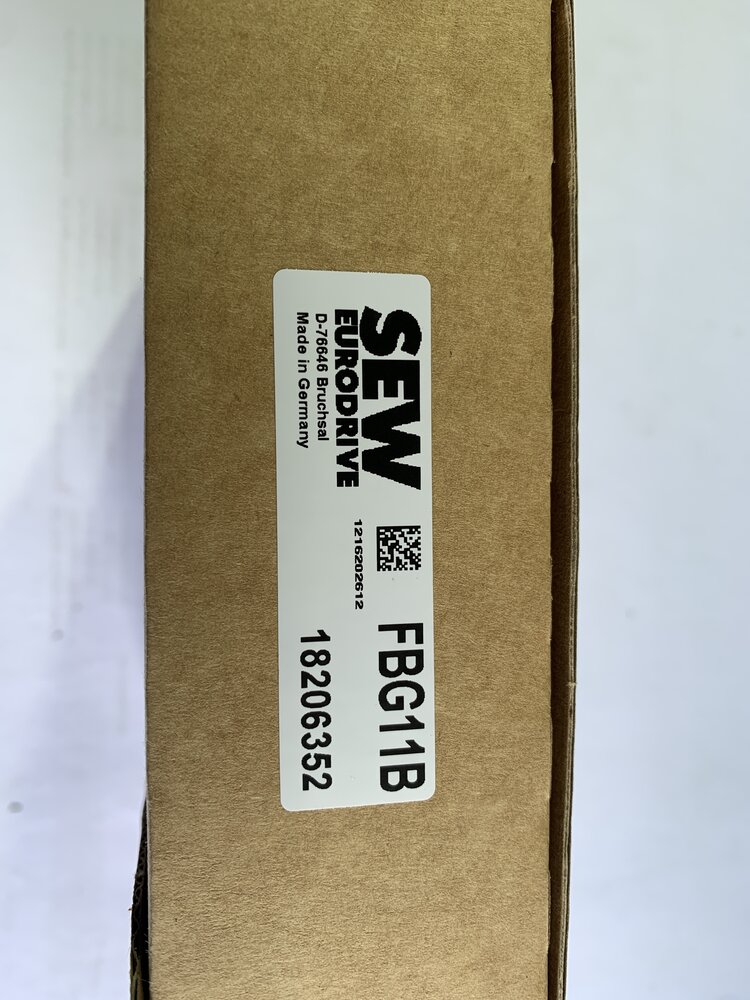 SEW
EURODRIVE
D-76646 Bruchsal
Made in Germany
1216202612
FBG11B
18206352